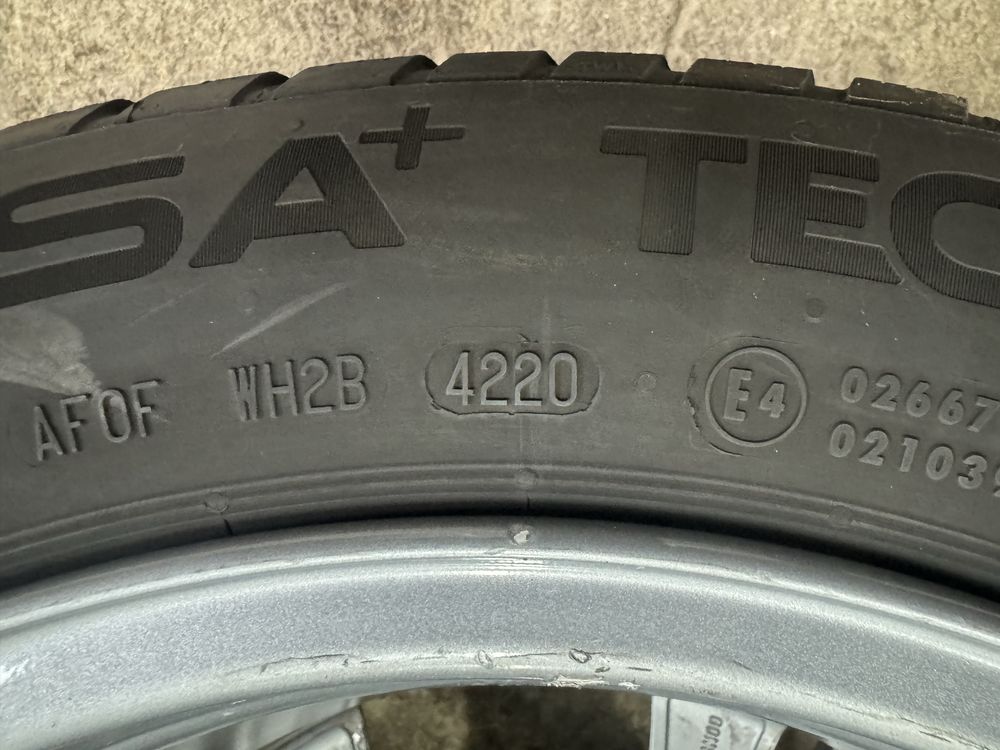 SA+ TEC
AFOF WH2B 4220 E4 02667
02103